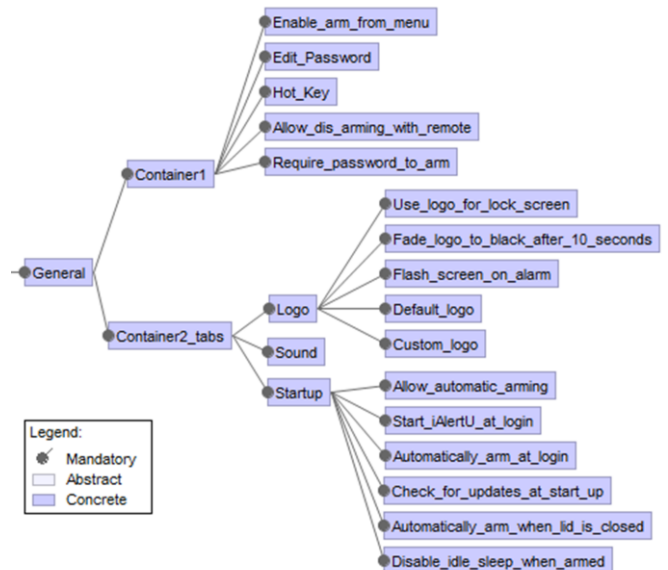 Enable_arm_from_menu
Edit_Password
Hot_Key
Allow_dis_arming_with_remote
Require_password_to_arm
Container1
General
Container2_tabs
Use_logo_for_lock_screen
Fade_logo_to_black_after_10_seconds
Flash_screen_on_alarm
Default_logo
Custom_logo
Logo
Sound
Startup
Allow_automatic_arming
Start_iAlertU_at_login
Automatically_arm_at_login
Check_for_updates_at_start_up
Automatically_arm_when_lid_is_closed
Disable_idle_sleep_when_armed
Legend:
Mandatory
Abstract
Concrete